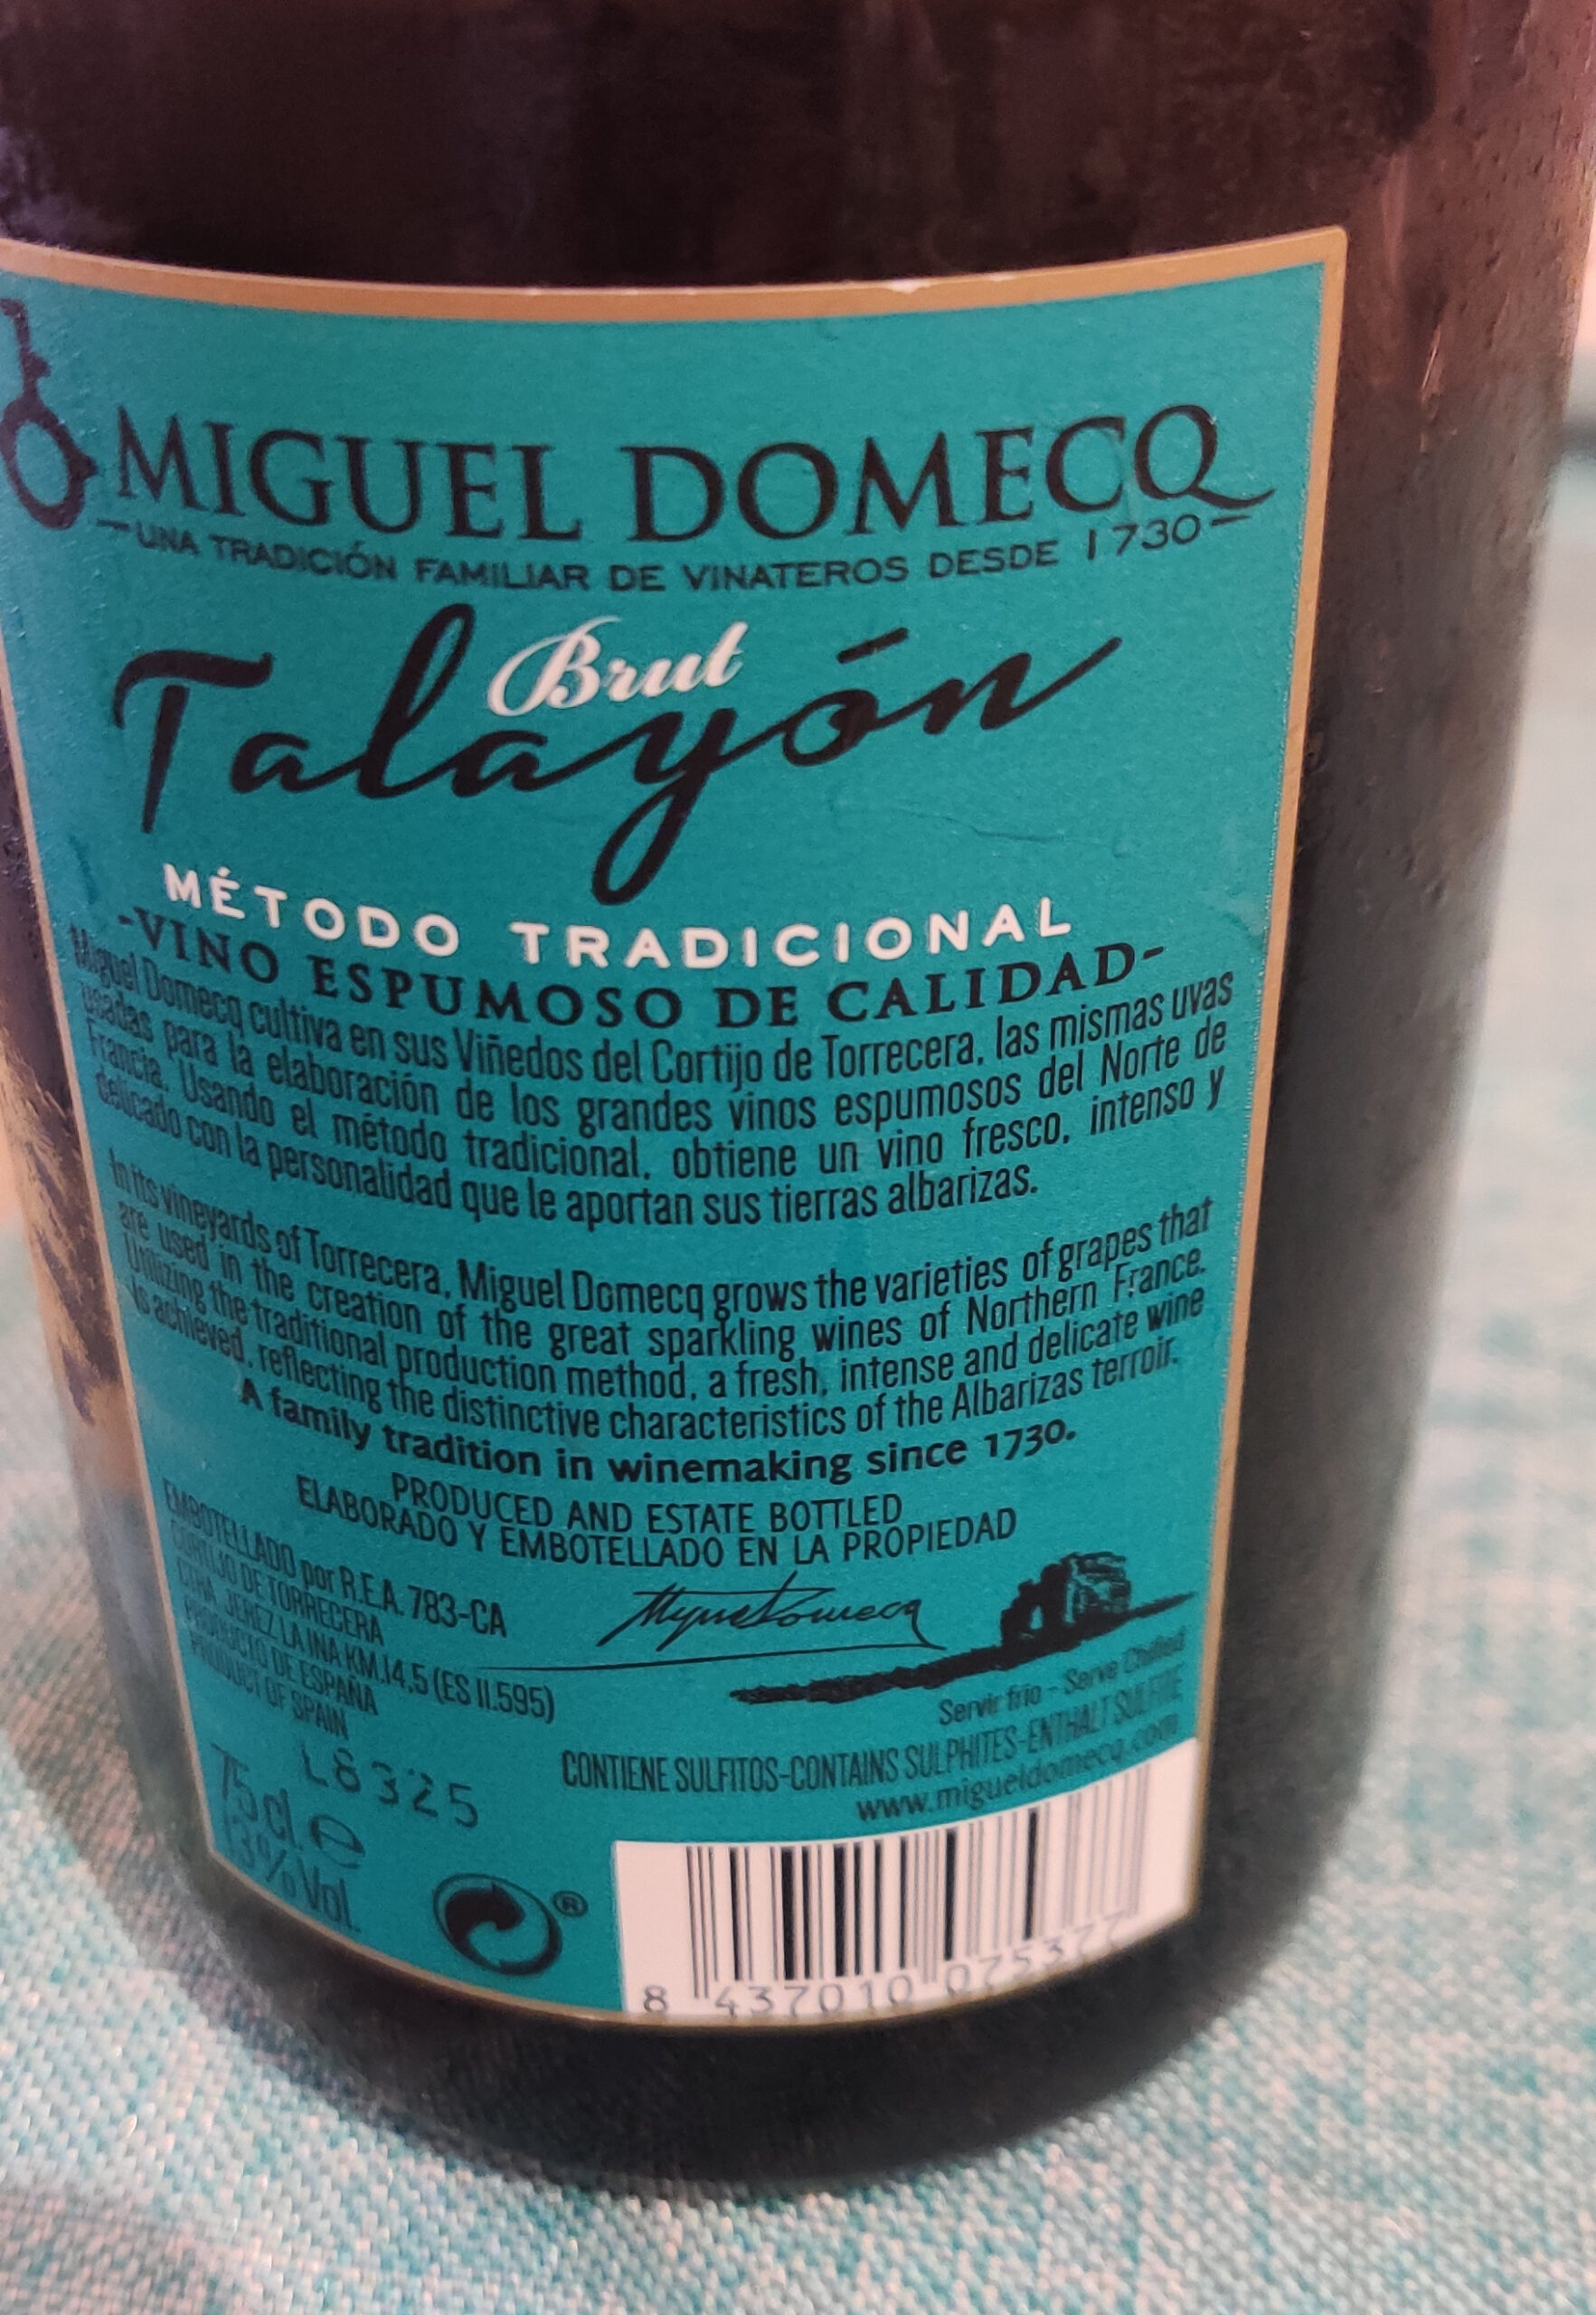 MIGUEL DOMECQ
—UNA TRADICIÓN FAMILIAR DE VINATEROS DESDE 1730—
Brut
Talayón
MÉTODO TRADICIONAL
-VINO ESPUMOSO DE CALIDAD-
Miguel Domecq cultiva en sus Viñedos del Cortijo de Torrecera, las mismas uvas
usadas para la elaboración de los grandes vinos espumosos del Norte de
Francia. Usando el método tradicional, obtiene un vino fresco, intenso y
delicado con la personalidad que le aportan sus tierras albarizas.
In its vineyards of Torrecera, Miguel Domecq grows the varieties of grapes that
are used in the creation of the great sparkling wines of Northern France.
Utilizing the traditional production method, a fresh, intense and delicate wine
is achieved, reflecting the distinctive characteristics of the Albarizas terroir.
A family tradition in winemaking since 1730.
PRODUCED AND ESTATE BOTTLED
ELABORADO Y EMBOTELLADO EN LA PROPIEDAD
EMBOTELLADO por R.E.A. 783-CA
CORTIJO DE TORRECERA
CTRA. JEREZ LA INA KM.14,5 (ES II.595)
PRODUCTO DE ESPAÑA
PRODUCT OF SPAIN
Miguel Domecq
L8325
Servir frío - Serve Chilled
CONTIENE SULFITOS-CONTAINS SULPHITES-ENTHALT SULFITE
www.migueldomecq.com
75cl. e
13% Vol.
®
8 437010 075377